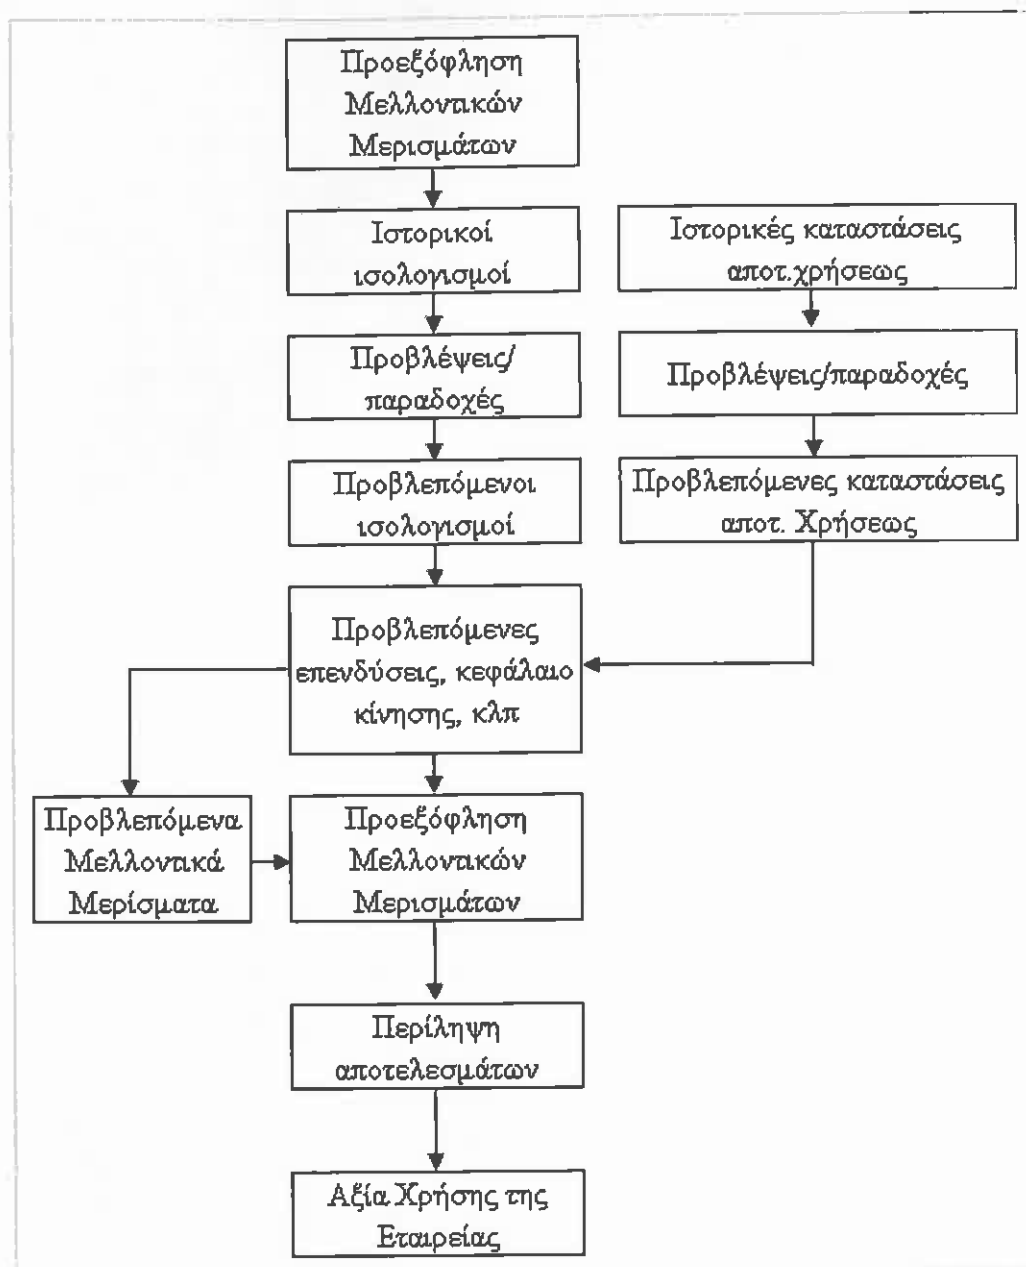 Προεξόφληση
Μελλοντικών
Μερισμάτων
Ιστορικοί
ισολογισμοί
Ιστορικές καταστάσεις
αποτ.χρήσεως
Προβλέψεις/
παραδοχές
Προβλέψεις/παραδοχές
Προβλεπόμενοι
ισολογισμοί
Προβλεπόμενες καταστάσεις
αποτ. Χρήσεως
Προβλεπόμενες
επενδύσεις, κεφάλαιο
κίνησης, κλπ
Προβλεπόμενα
Μελλοντικά
Μερίσματα
Προεξόφληση
Μελλοντικών
Μερισμάτων
Περίληψη
αποτελεσμάτων
Αξία Χρήσης της
Εταιρείας